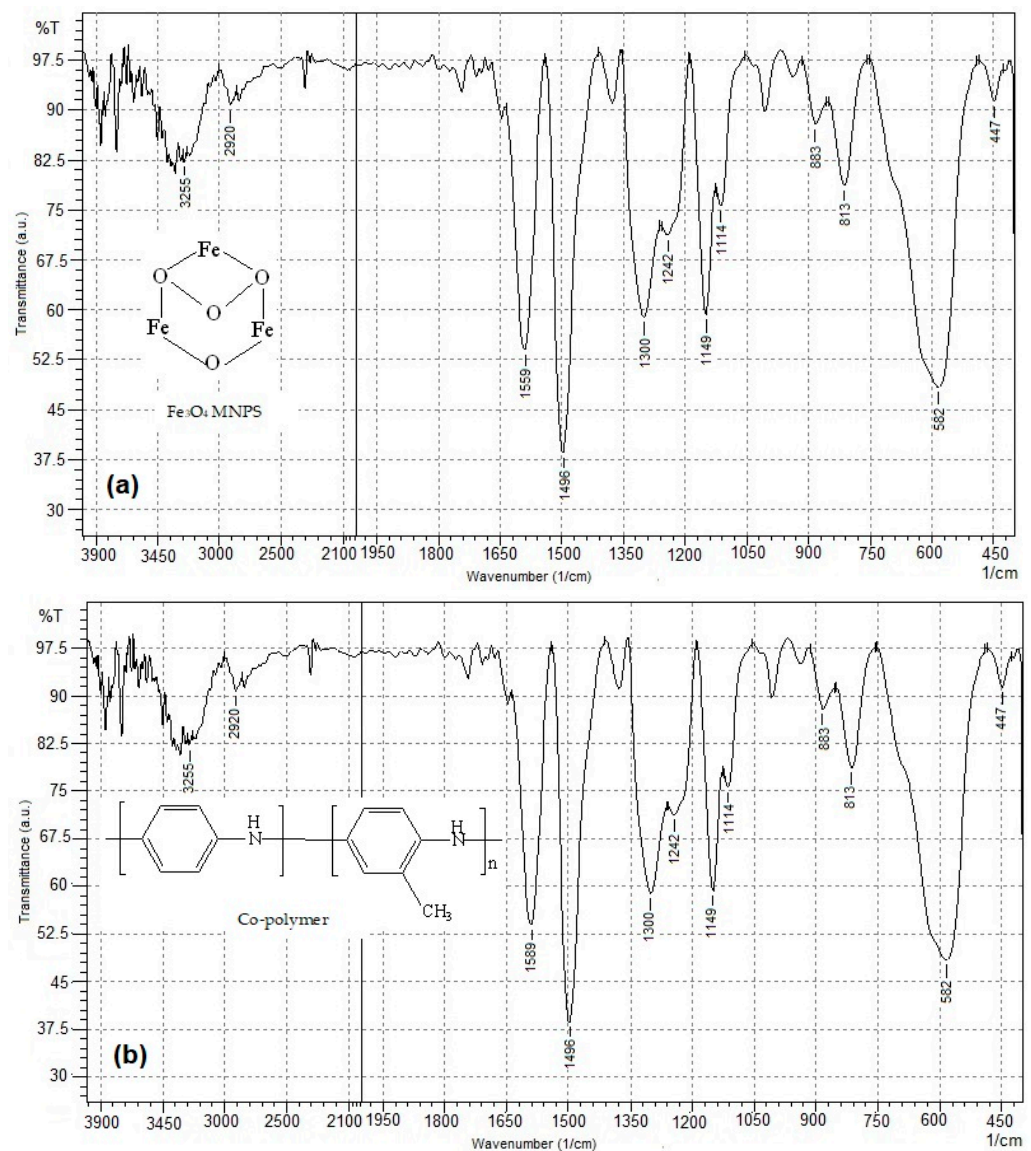 %T
97.5
90
82.5
75
67.5
60
52.5
45
37.5
30
Transmittance (a.u.)
3255
2920
1559
1496
1300
1242
1149
1114
883
813
582
447
Fe
O O
O
Fe Fe
O
Fe₃O₄ MNPS
(a)
3900 3450 3000 2500 2100 1950 1800 1650 1500 1350 1200 1050 900 750 600 450
Wavenumber (1/cm)
1/cm
%T
97.5
90
82.5
75
67.5
60
52.5
45
37.5
30
Transmittance (a.u.)
3255
2920
1589
1496
1300
1242
1149
1114
883
813
582
447
H
N
H
N
n
CH₃
Co-polymer
(b)
3900 3450 3000 2500 2100 1950 1800 1650 1500 1350 1200 1050 900 750 600 450
Wavenumber (1/cm)
1/cm